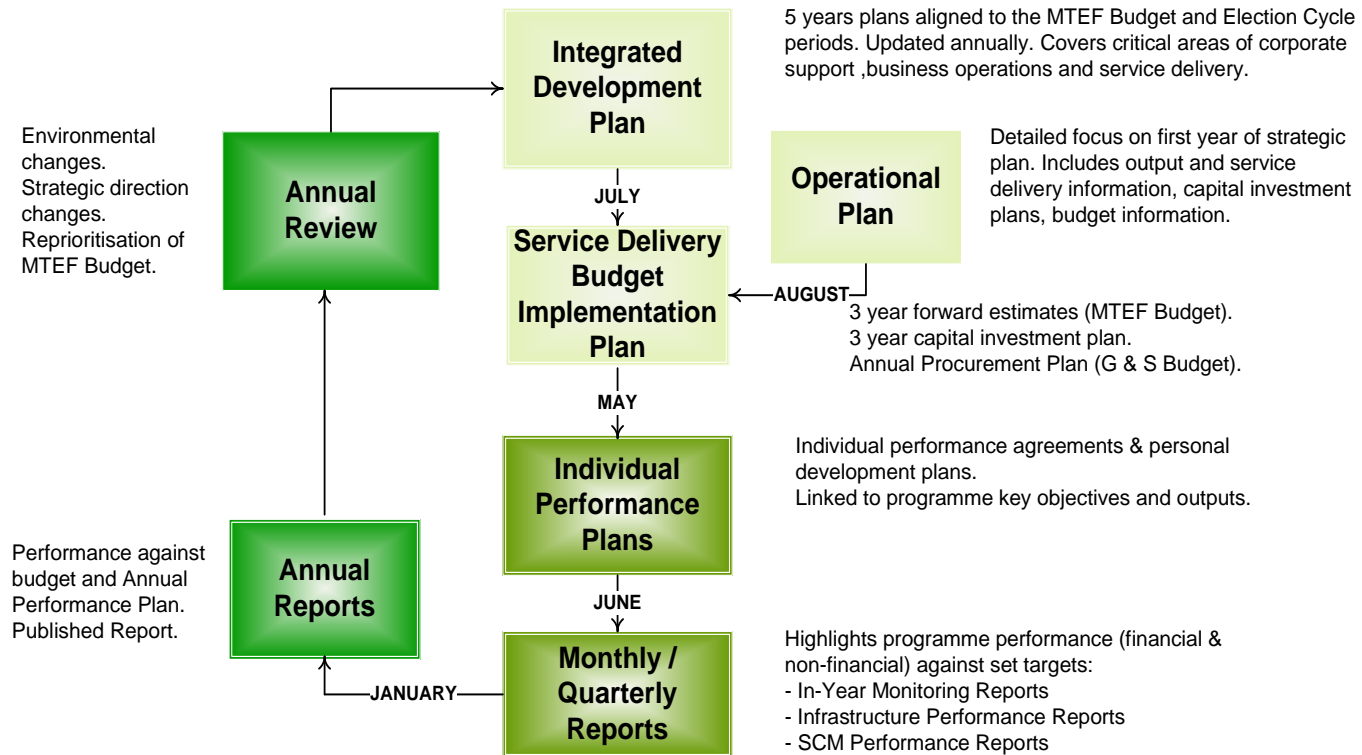 5 years plans aligned to the MTEF Budget and Election Cycle
periods. Updated annually. Covers critical areas of corporate
support ,business operations and service delivery.
Integrated
Development
Plan
Environmental
changes.
Strategic direction
changes.
Reprioritisation of
MTEF Budget.
Annual
Review
JULY
Operational
Plan
Detailed focus on first year of strategic
plan. Includes output and service
delivery information, capital investment
plans, budget information.
Service Delivery
Budget
Implementation
Plan
AUGUST
3 year forward estimates (MTEF Budget).
3 year capital investment plan.
Annual Procurement Plan (G & S Budget).
MAY
Individual
Performance
Plans
Individual performance agreements & personal
development plans.
Linked to programme key objectives and outputs.
Performance against
budget and Annual
Performance Plan.
Published Report.
Annual
Reports
JUNE
Monthly /
Quarterly
Reports
JANUARY
Highlights programme performance (financial &
non-financial) against set targets:
- In-Year Monitoring Reports
- Infrastructure Performance Reports
- SCM Performance Reports